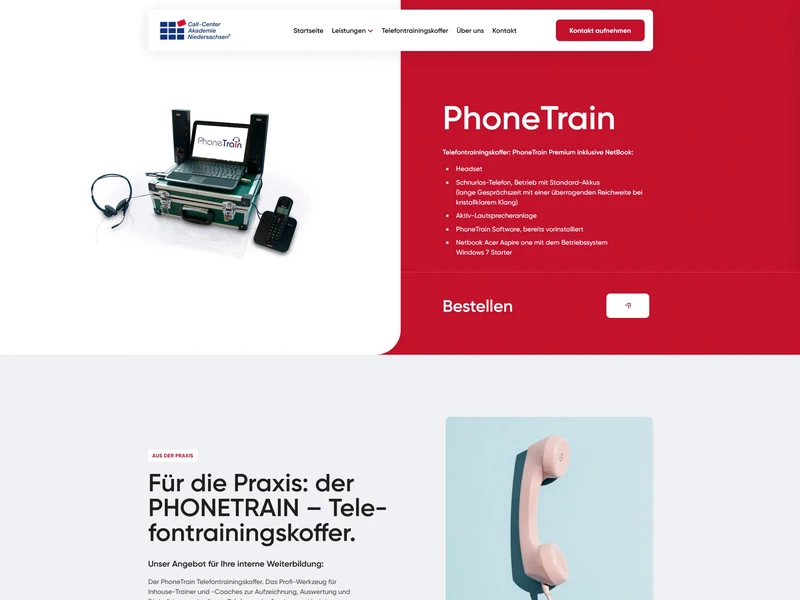 Call-Center
Akademie
Niedersachsen®
Startseite
Leistungen
Telefontrainingskoffer
Über uns
Kontakt
Kontakt aufnehmen
PhoneTrain
PhoneTrain
Telefontrainingskoffer: PhoneTrain Premium inklusive NetBook:
Headset
Schnurlos-Telefon, Betrieb mit Standard-Akkus
(lange Gesprächszeit mit einer überragenden Reichweite bei
kristallklarem Klang)
Aktiv-Lautsprecheranlage
PhoneTrain Software, bereits vorinstalliert
Netbook Acer Aspire one mit dem Betriebssystem
Windows 7 Starter
Bestellen
AUS DER PRAXIS
Für die Praxis: der
PHONETRAIN – Tele-
fontrainingskoffer.
Unser Angebot für Ihre interne Weiterbildung:
Der PhoneTrain Telefontrainingskoffer. Das Profi-Werkzeug für
Inhouse-Trainer und -Coaches zur Aufzeichnung, Auswertung und